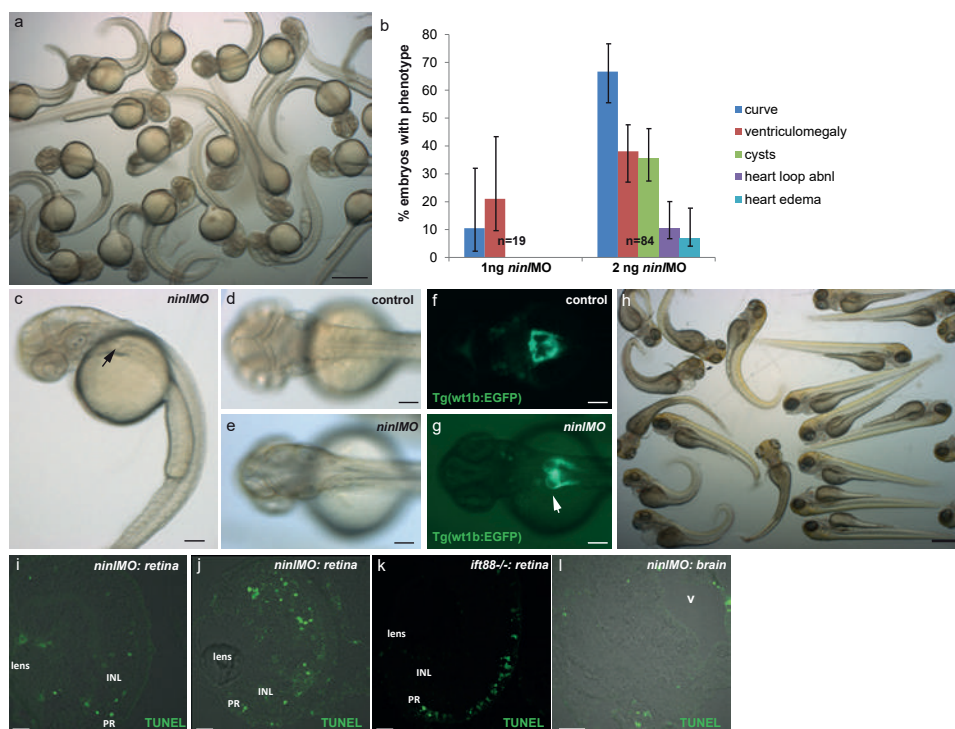 a
b
% embryos with phenotype
80
70
60
50
40
30
20
10
0
n=19
n=84
1ng ninlMO
2 ng ninlMO
curve
ventriculomegaly
cysts
heart loop abnl
heart edema
c
ninlMO
d
control
e
ninlMO
f
control
Tg(wt1b:EGFP)
g
ninlMO
Tg(wt1b:EGFP)
h
i
ninlMO: retina
lens
INL
PR
TUNEL
j
ninlMO: retina
lens
INL
PR
TUNEL
k
ift88-/-: retina
lens
INL
PR
TUNEL
l
ninlMO: brain
v
TUNEL